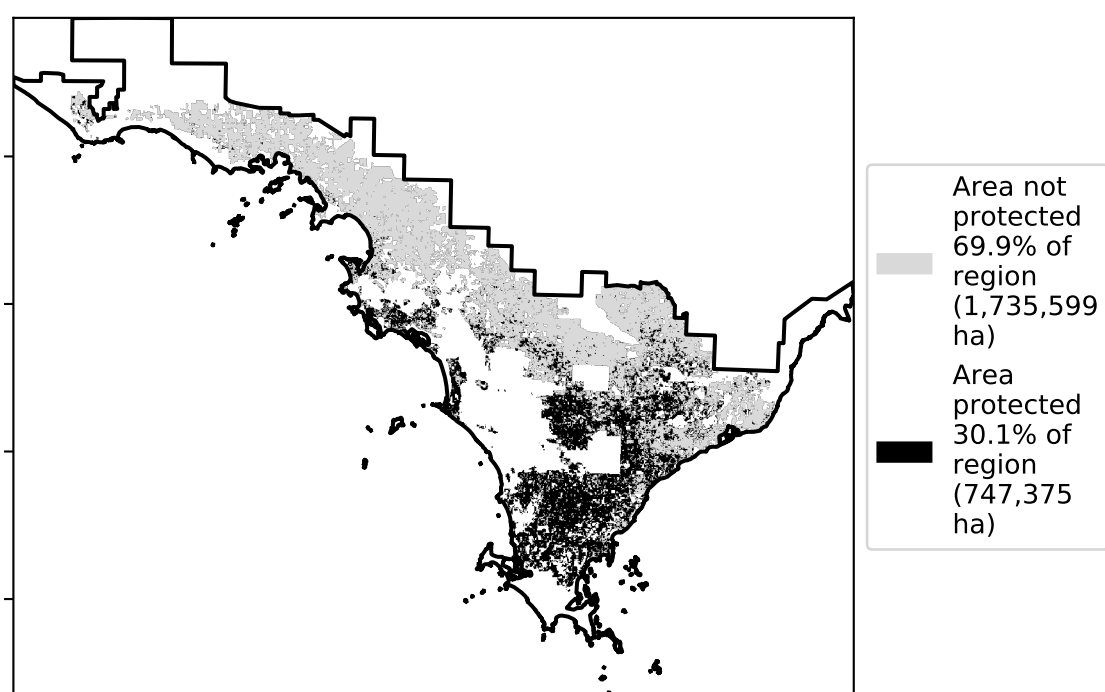 Area not
protected
69.9% of
region
(1,735,599
ha)
Area
protected
30.1% of
region
(747,375
ha)